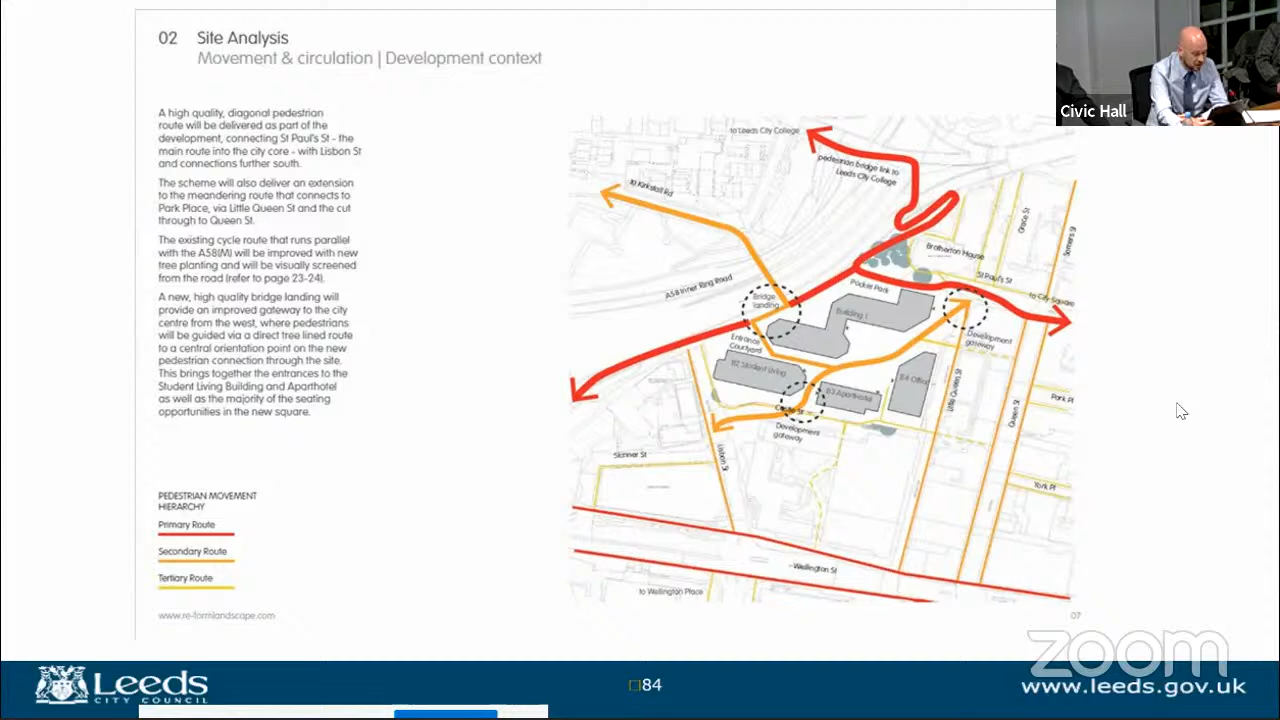 02 Site Analysis
Movement & circulation | Development context
Civic Hall
A high quality, diagonal pedestrian
route will be delivered as part of the
development, connecting St Paul's St - the
main route into the city core - with Lisbon St
and connections further south.
The scheme will also deliver an extension
to the meandering route that connects to
Park Place, via Little Queen St and the cut
through to Queen St.
The existing cycle route that runs parallel
with the A58(M) will be improved with new
tree planting and will be visually screened
from the road (refer to page 23-24).
A new, high quality bridge landing will
provide an improved gateway to the city
centre from the west, where pedestrians
will be guided via a direct tree lined route
to a central orientation point on the new
pedestrian connection through the site.
This brings together the entrances to the
Student Living Building and Aparthotel
as well as the majority of the seating
opportunities in the new square.
PEDESTRIAN MOVEMENT
HIERARCHY
Primary Route
Secondary Route
Tertiary Route
www.re-formlandscape.com
to Leeds City College
pedestrian bridge link to
Leeds City College
to Kirkstall Rd
Grace St
Somers St
Brotherton House
St Paul's St
A58 Inner Ring Road
Pocket Park
to City Square
Bridge
landing
Building 1
Development
gateway
Entrance
Courtyard
B2 Student Living
B4 Office
B3 Aparthotel
Little Queen St
Queen St
Park Pl
Castle St
Development
gateway
Lisbon St
Skinner St
York Pl
Wellington St
to Wellington Place
07
zoom
Leeds
CITY COUNCIL
84
www.leeds.gov.uk